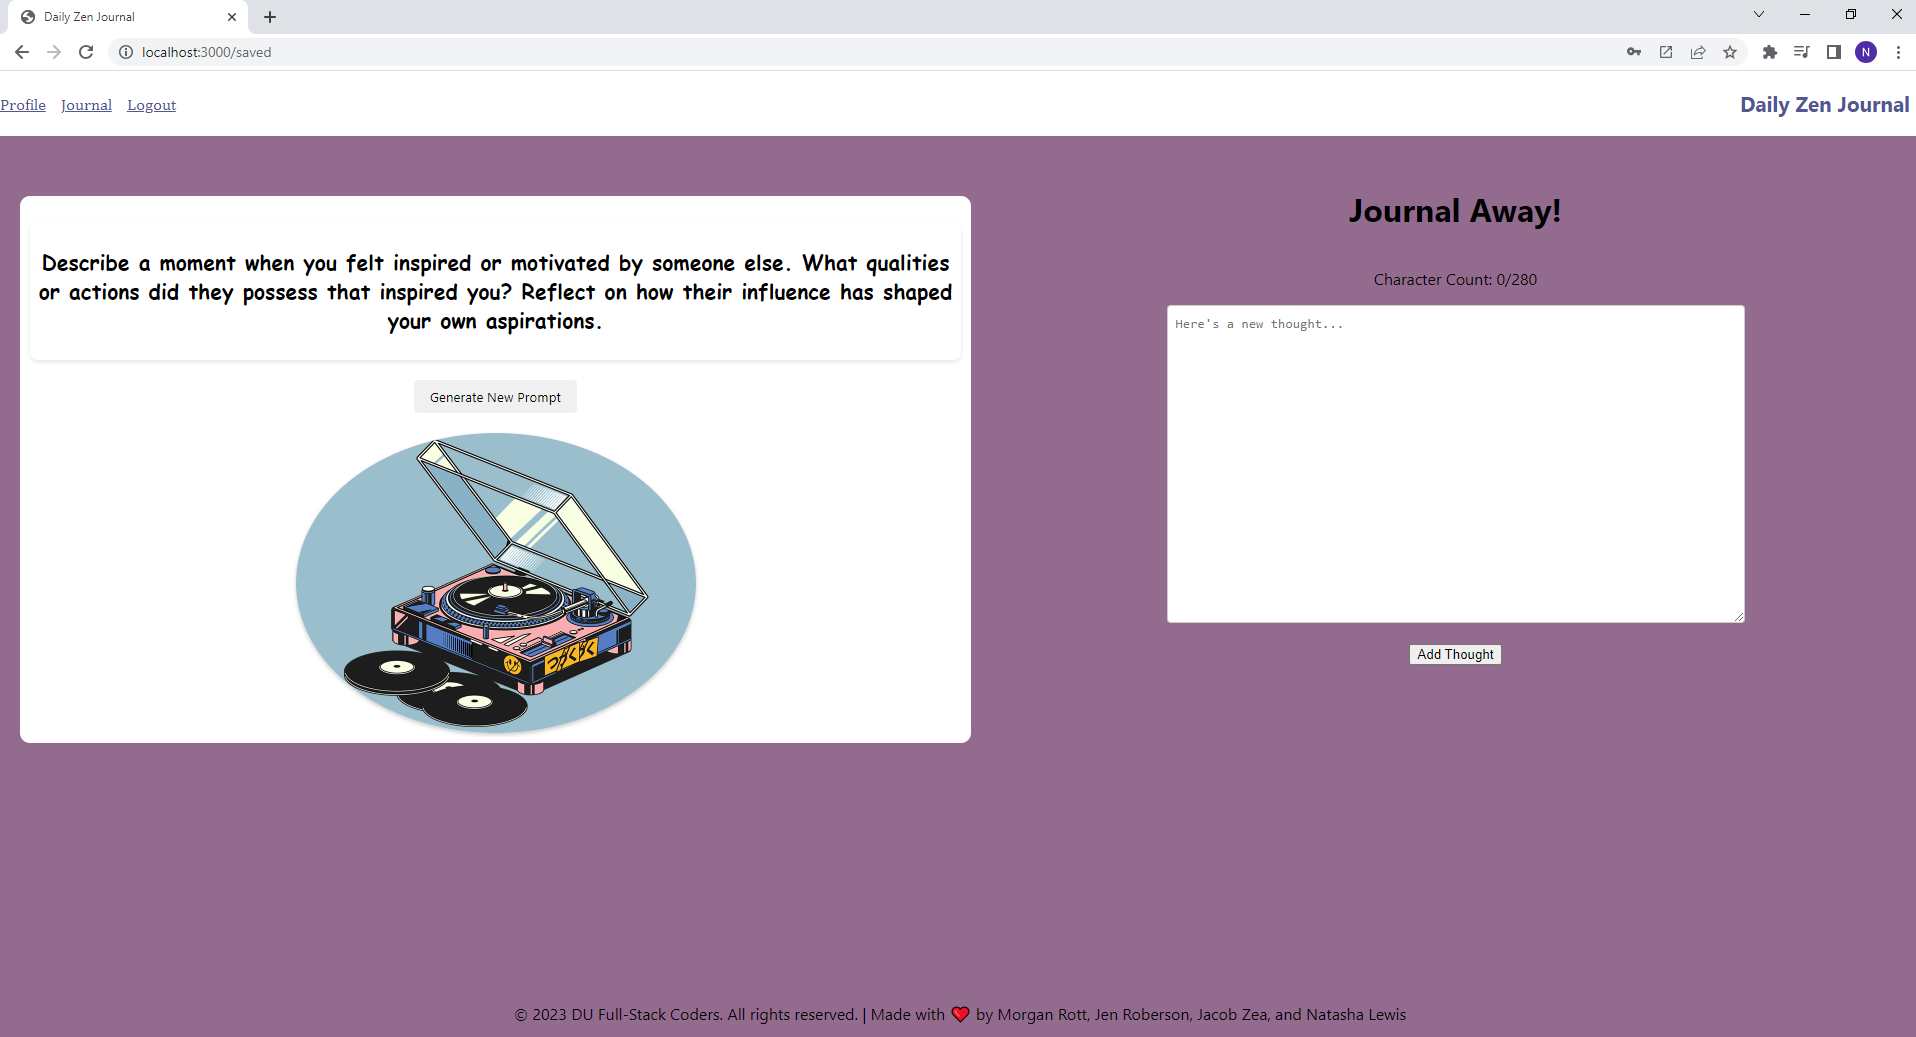 Daily Zen Journal
localhost:3000/saved
N
Profile Journal Logout
Daily Zen Journal
Describe a moment when you felt inspired or motivated by someone else. What qualities
or actions did they possess that inspired you? Reflect on how their influence has shaped
your own aspirations.
Generate New Prompt
Journal Away!
Character Count: 0/280
Here's a new thought...
Add Thought
© 2023 DU Full-Stack Coders. All rights reserved. | Made with ❤️ by Morgan Rott, Jen Roberson, Jacob Zea, and Natasha Lewis